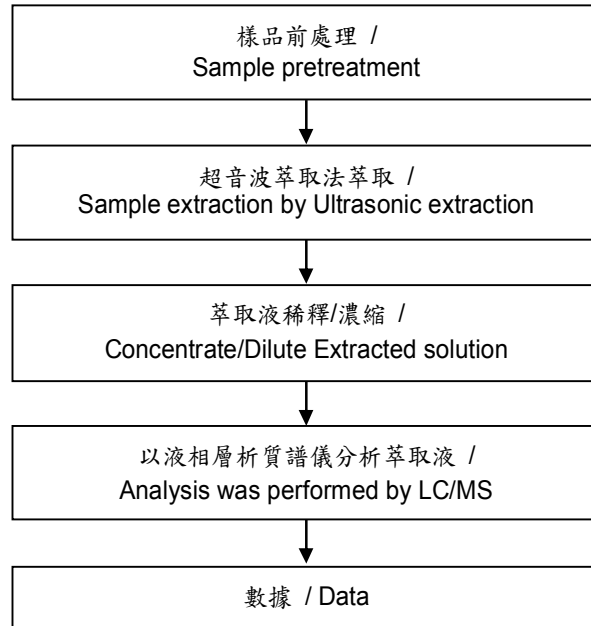 樣品前處理 /
Sample pretreatment
超音波萃取法萃取 /
Sample extraction by Ultrasonic extraction
萃取液稀釋/濃縮 /
Concentrate/Dilute Extracted solution
以液相層析質譜儀分析萃取液 /
Analysis was performed by LC/MS
數據 / Data